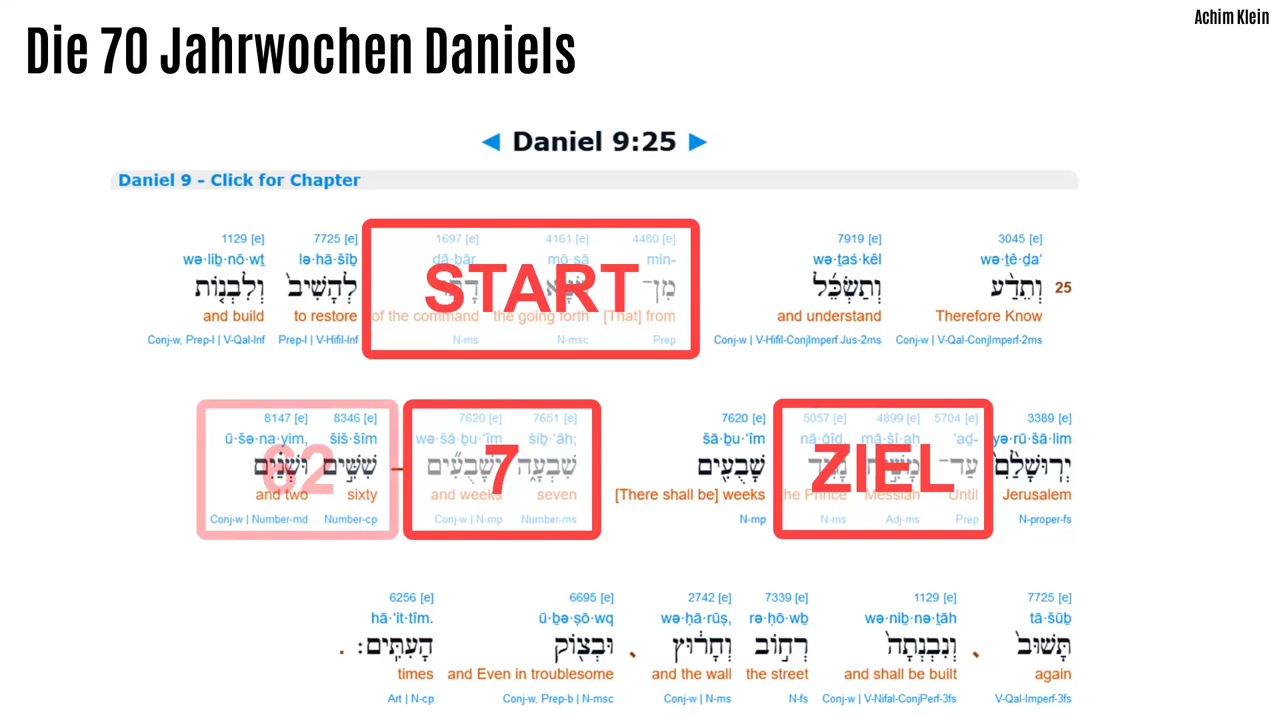 Achim Klein
Die 70 Jahrwochen Daniels
◄ Daniel 9:25 ►
Daniel 9 - Click for Chapter
1129 [e] 7725 [e] 1697 [e] 4161 [e] 4480 [e] 7919 [e] 3045 [e]
wə·liḇ·nō·wṯ lə·hā·šîḇ dā·ḇār, mō·ṣā min- wə·ṯaś·kêl wə·ṯê·ḏa‘
25 וְתֵדַ֨ע וְתַשְׂכֵּ֜ל מִן־ לְהָשִׁיב֙ וְלִבְנ֤וֹת
START
and build to restore of the command the going forth [That] from and understand Therefore Know
Conj-w, Prep-l | V-Qal-Inf Prep-l | V-Hifil-Inf N-ms N-msc Prep Conj-w | V-Hifil-ConjImperf.Jus-2ms Conj-w | V-Qal-ConjImperf-2ms
8147 [e] 8346 [e] 7620 [e] 7651 [e] 7620 [e] 5057 [e] 4899 [e] 5704 [e] 3389 [e]
ū·šə·na·yim, šiš·šîm wə·šā·ḇu·‘îm šiḇ·‘āh; šā·ḇu·‘îm nā·ḡîḏ, mā·šî·aḥ ‘aḏ- yə·rū·šā·lim
יְרֽוּשָׁלִַ֙ם֙ עַד־ שָׁבֻעִ֖ים שִׁבְעָ֑ה וְשָׁבֻעִ֞ים שִׁשִּׁ֣ים וּשְׁנַ֗יִם
62 7 ZIEL
and two sixty and weeks seven [There shall be] weeks the Prince Messiah Until Jerusalem
Conj-w | Number-md Number-cp Conj-w | N-mp Number-ms N-mp N-ms Adj-ms Prep N-proper-fs
6256 [e] 6695 [e] 2742 [e] 7339 [e] 1129 [e] 7725 [e]
hā·‘it·tîm. ū·ḇə·ṣō·wq wə·ḥā·rūṣ, rə·ḥō·wḇ wə·niḇ·nə·ṯāh tā·šūḇ
תָּשׁוּב֙ וְנִבְנְתָה֙ רְח֣וֹב וְחָר֔וּץ וּבְצ֖וֹק הָעִתִּֽים׃
times and Even in troublesome and the wall the street and shall be built again
Art | N-cp Conj-w, Prep-b | N-msc Conj-w | N-ms N-fs Conj-w | V-Nifal-ConjPerf-3fs V-Qal-Imperf-3fs